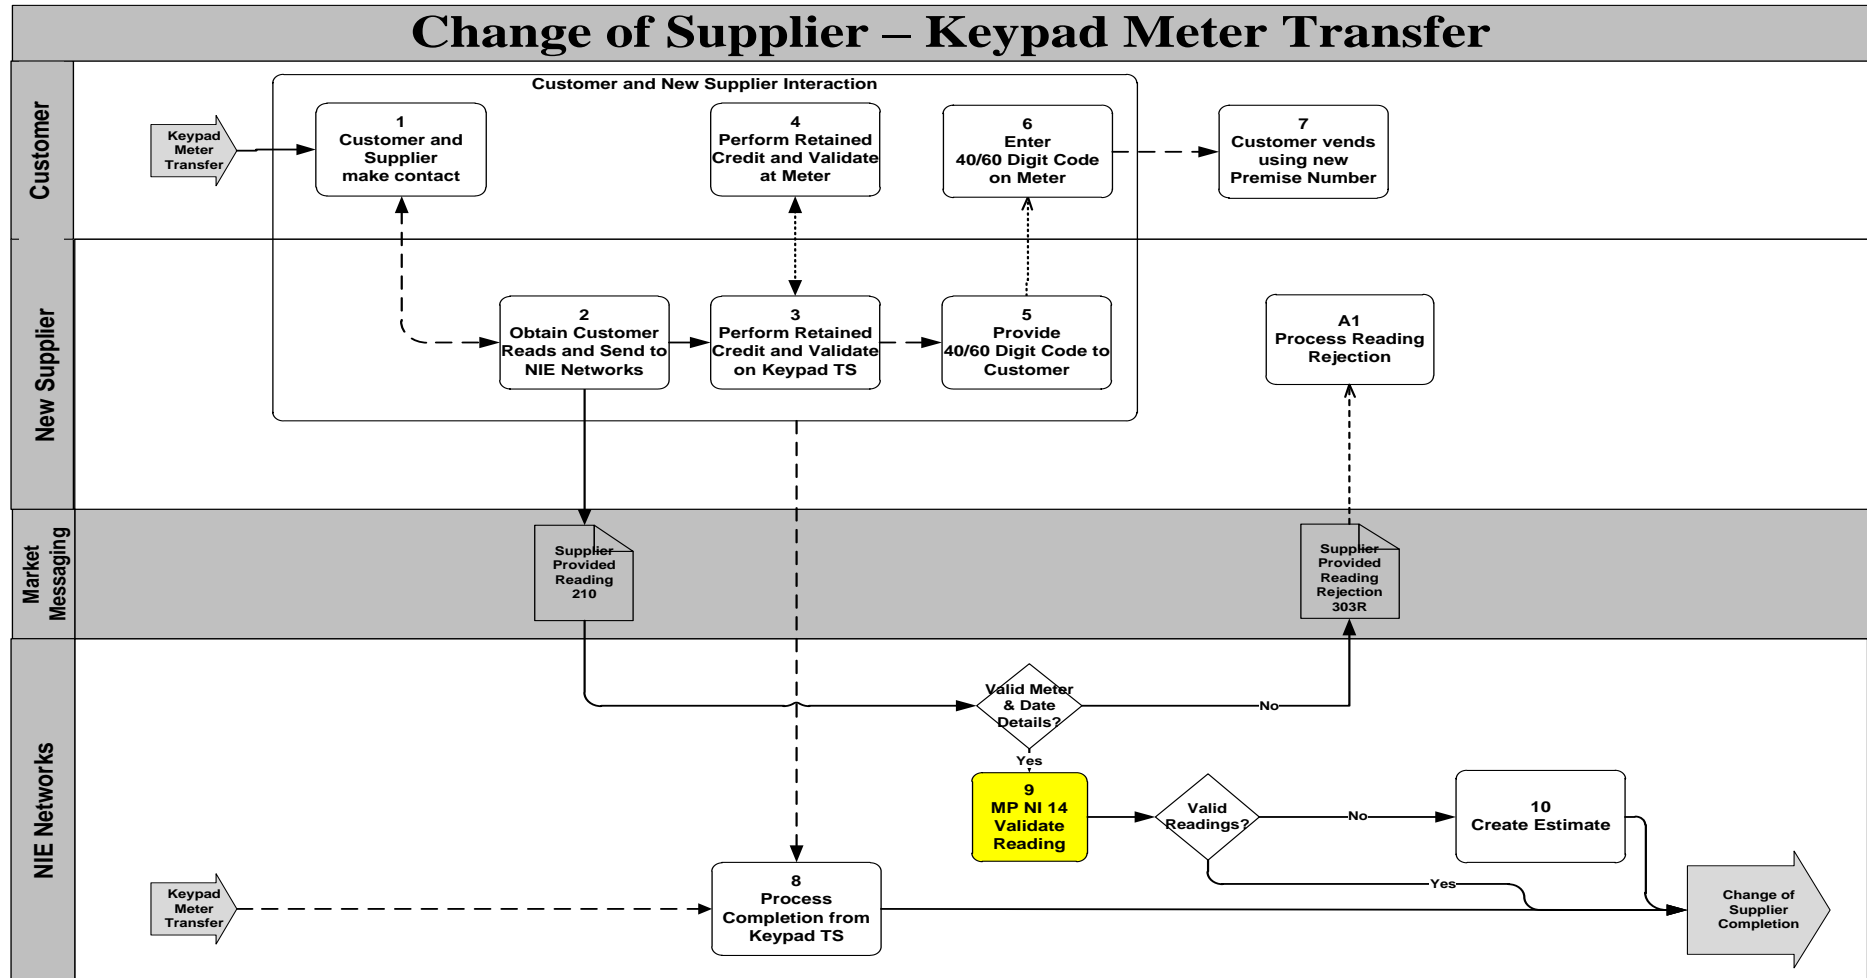 Change of Supplier – Keypad Meter Transfer
Customer
Customer and New Supplier Interaction
Keypad
Meter
Transfer
1
Customer and
Supplier
make contact
4
Perform Retained
Credit and Validate
at Meter
6
Enter
40/60 Digit Code
on Meter
7
Customer vends
using new
Premise Number
New Supplier
2
Obtain Customer
Reads and Send to
NIE Networks
3
Perform Retained
Credit and Validate
on Keypad TS
5
Provide
40/60 Digit Code to
Customer
A1
Process Reading
Rejection
Market
Messaging
Supplier
Provided
Reading
210
Supplier
Provided
Reading
Rejection
303R
NIE Networks
Valid Meter
& Date
Details?
No
Yes
9
MP NI 14
Validate
Reading
Valid
Readings?
No
10
Create Estimate
Yes
Keypad
Meter
Transfer
8
Process
Completion from
Keypad TS
Change of
Supplier
Completion